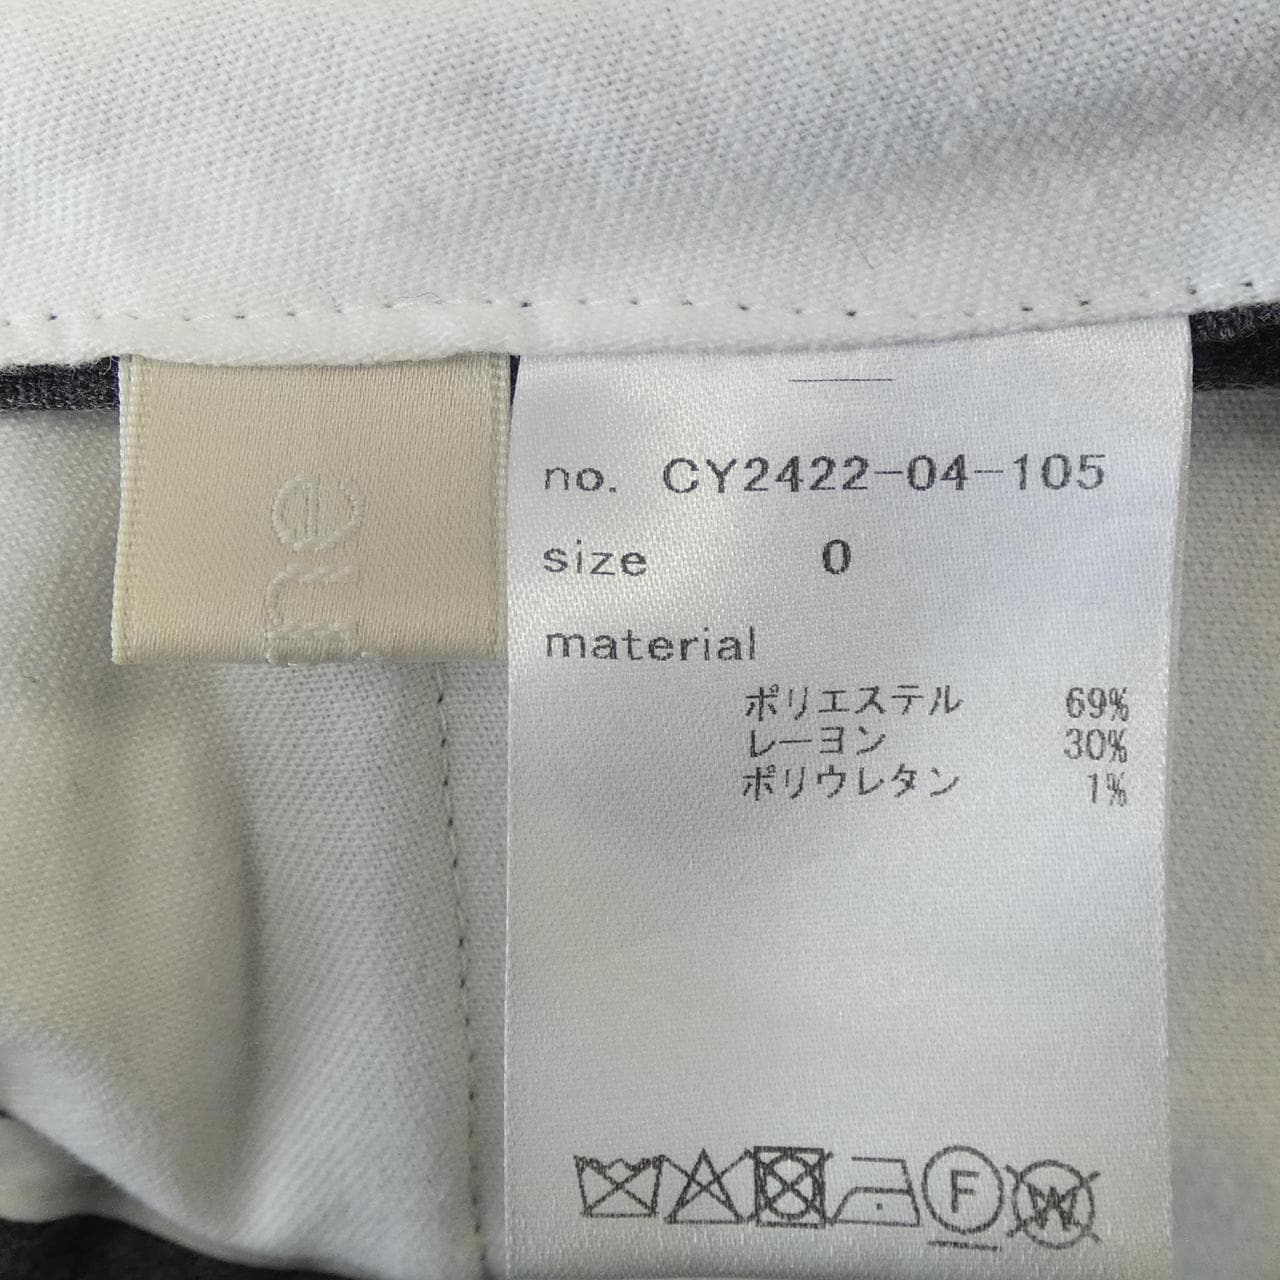 no. CY2422-04-105
size 0
material
ポリエステル 69%
レーヨン 30%
ポリウレタン 1%
F
W